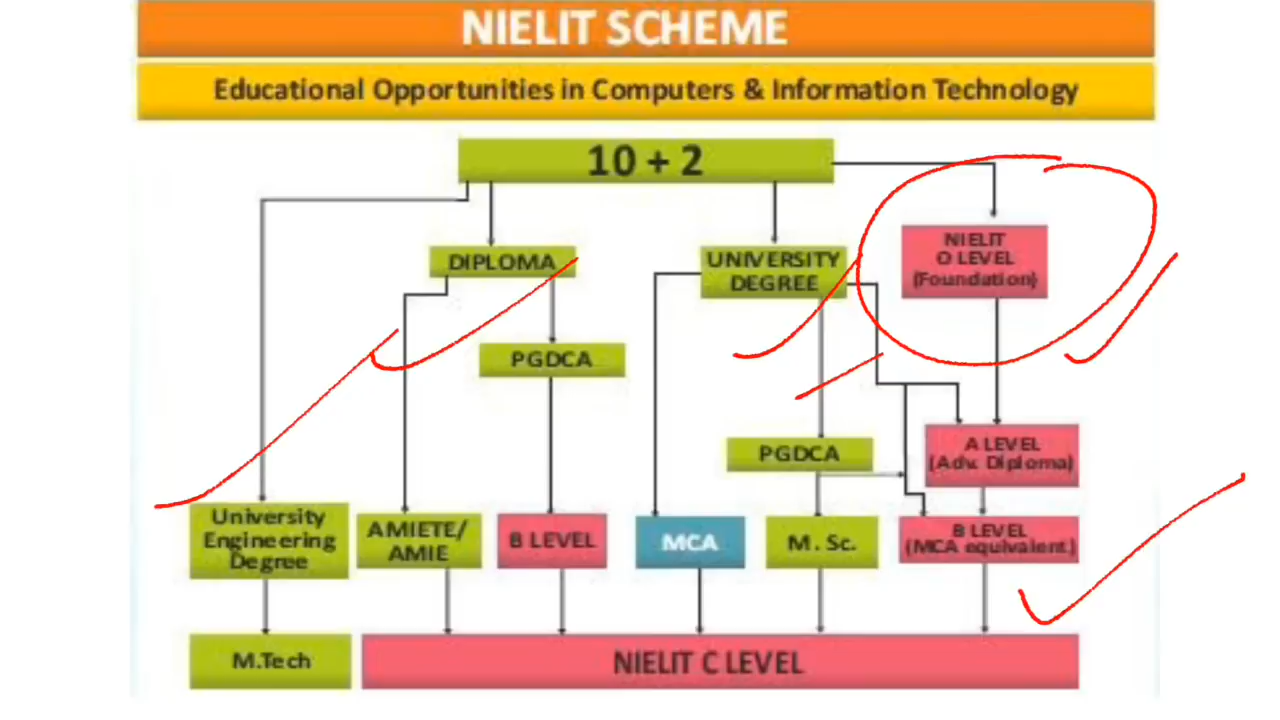 NIELIT SCHEME
Educational Opportunities in Computers & Information Technology
10 + 2
DIPLOMA
UNIVERSITY
DEGREE
NIELIT
O LEVEL
(Foundation)
PGDCA
PGDCA
A LEVEL
(Adv. Diploma)
University
Engineering
Degree
AMIETE/
AMIE
B LEVEL
MCA
M. Sc.
B LEVEL
(MCA equivalent)
M.Tech
NIELIT C LEVEL